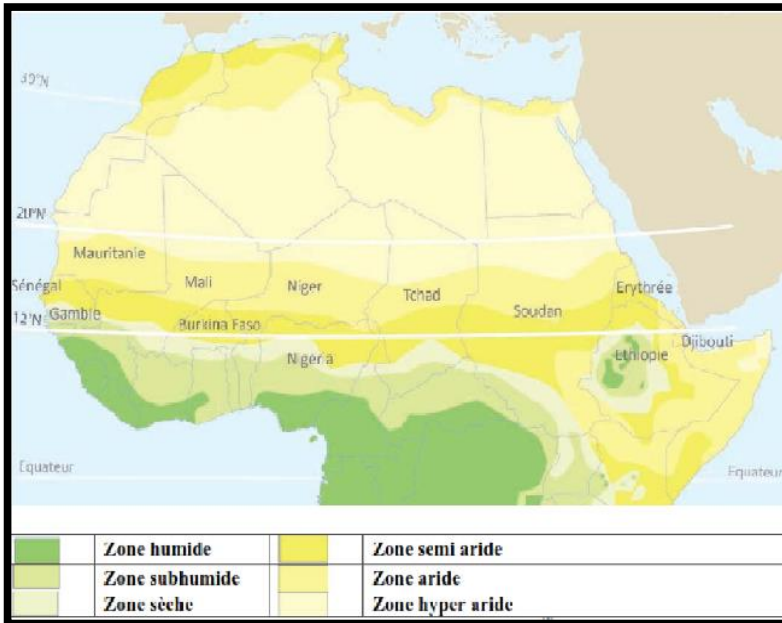 30°N
20°N
Mauritanie
Mali
Niger
Tchad
Soudan
Erythrée
Sénégal
Gambie
12°N
Burkina Faso
Nigéria
Ethiopie
Djibouti
Equateur
Equateur
Zone humide Zone semi aride
Zone subhumide Zone aride
Zone sèche Zone hyper aride